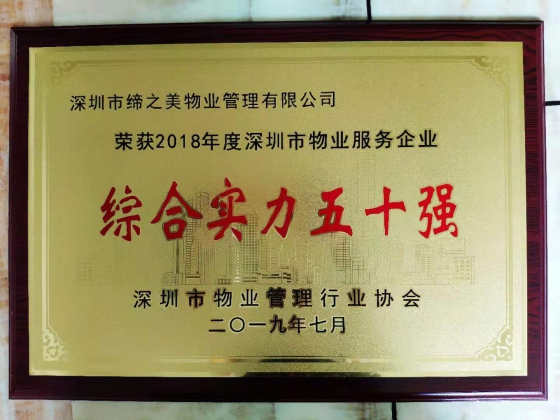 深圳市缔之美物业管理有限公司
荣获2018年度深圳市物业服务企业
综合实力五十强
深圳市物业管理行业协会
二〇一九年七月